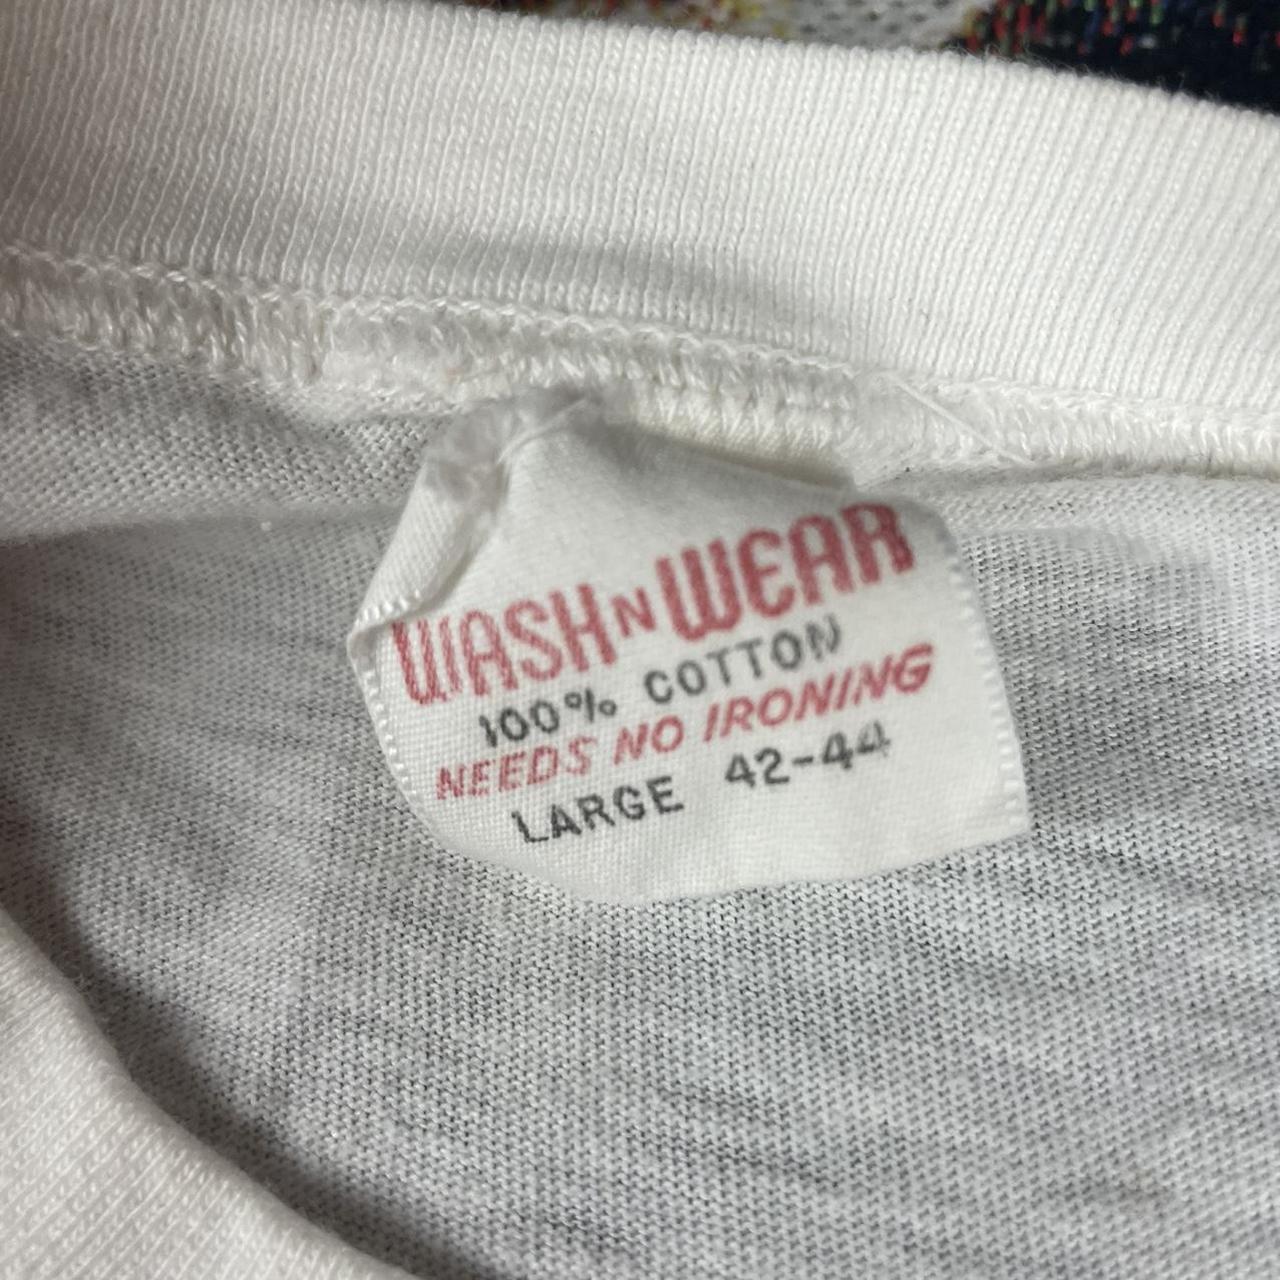 WASH N WEAR
100% COTTON
NEEDS NO IRONING
LARGE 42-44